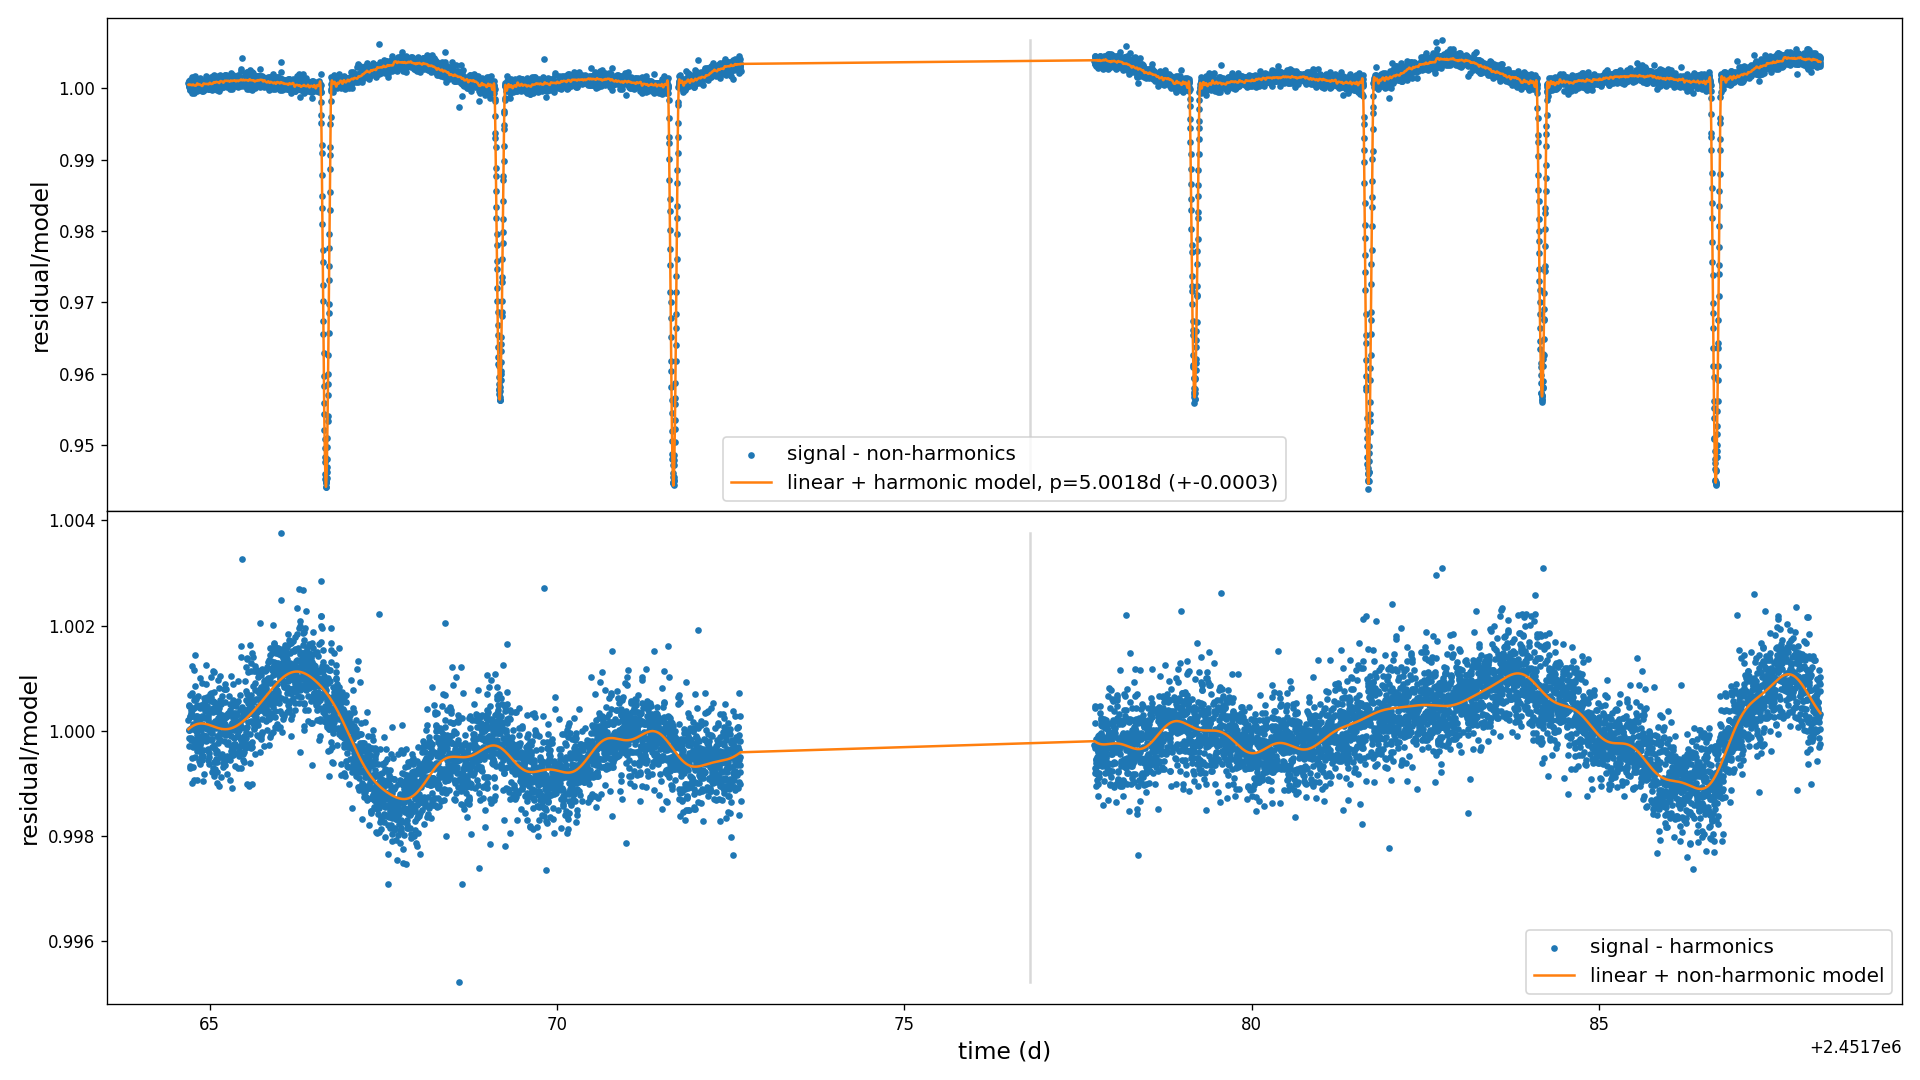 1.00
0.99
0.98
0.97
0.96
0.95
residual/model
signal - non-harmonics
linear + harmonic model, p=5.0018d (+-0.0003)
1.004
1.002
1.000
0.998
0.996
residual/model
signal - harmonics
linear + non-harmonic model
65 70 75 80 85
time (d)
+2.4517e6